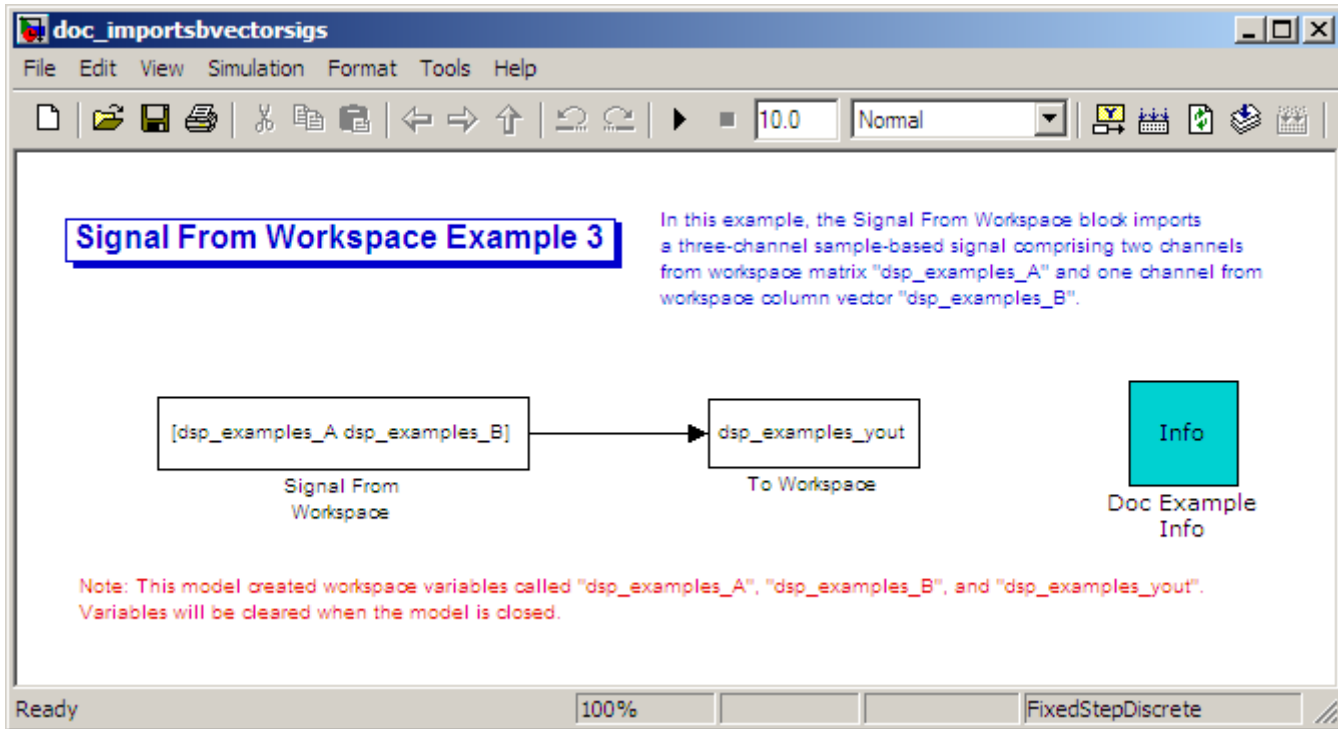 doc_importsbvectorsigs
File Edit View Simulation Format Tools Help
10.0 Normal
Signal From Workspace Example 3
In this example, the Signal From Workspace block imports
a three-channel sample-based signal comprising two channels
from workspace matrix "dsp_examples_A" and one channel from
workspace column vector "dsp_examples_B".
[dsp_examples_A dsp_examples_B]
Signal From
Workspace
dsp_examples_yout
To Workspace
Info
Doc Example
Info
Note: This model created workspace variables called "dsp_examples_A", "dsp_examples_B", and "dsp_examples_yout".
Variables will be cleared when the model is closed.
Ready 100% FixedStepDiscrete